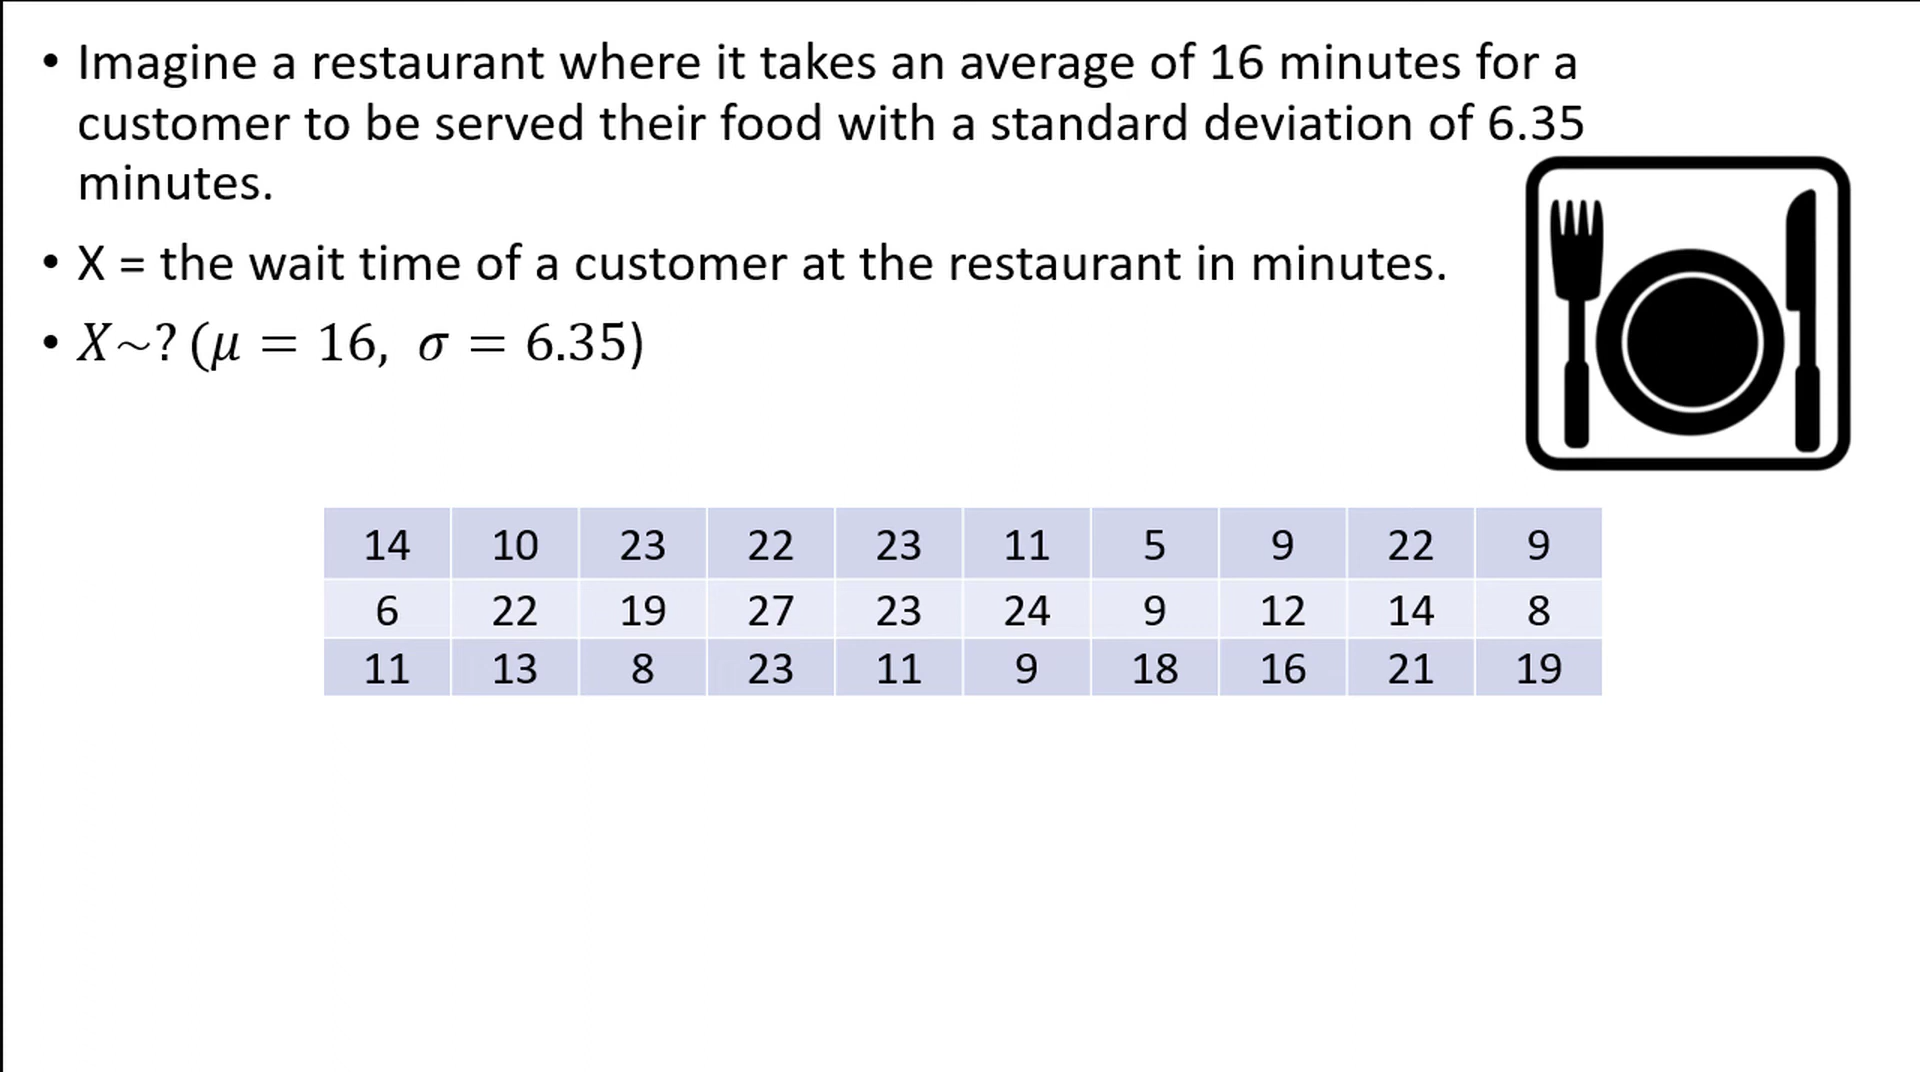 • Imagine a restaurant where it takes an average of 16 minutes for a
customer to be served their food with a standard deviation of 6.35
minutes.
• X = the wait time of a customer at the restaurant in minutes.
• X~? (μ = 16, σ = 6.35)
14 10 23 22 23 11 5 9 22 9
6 22 19 27 23 24 9 12 14 8
11 13 8 23 11 9 18 16 21 19